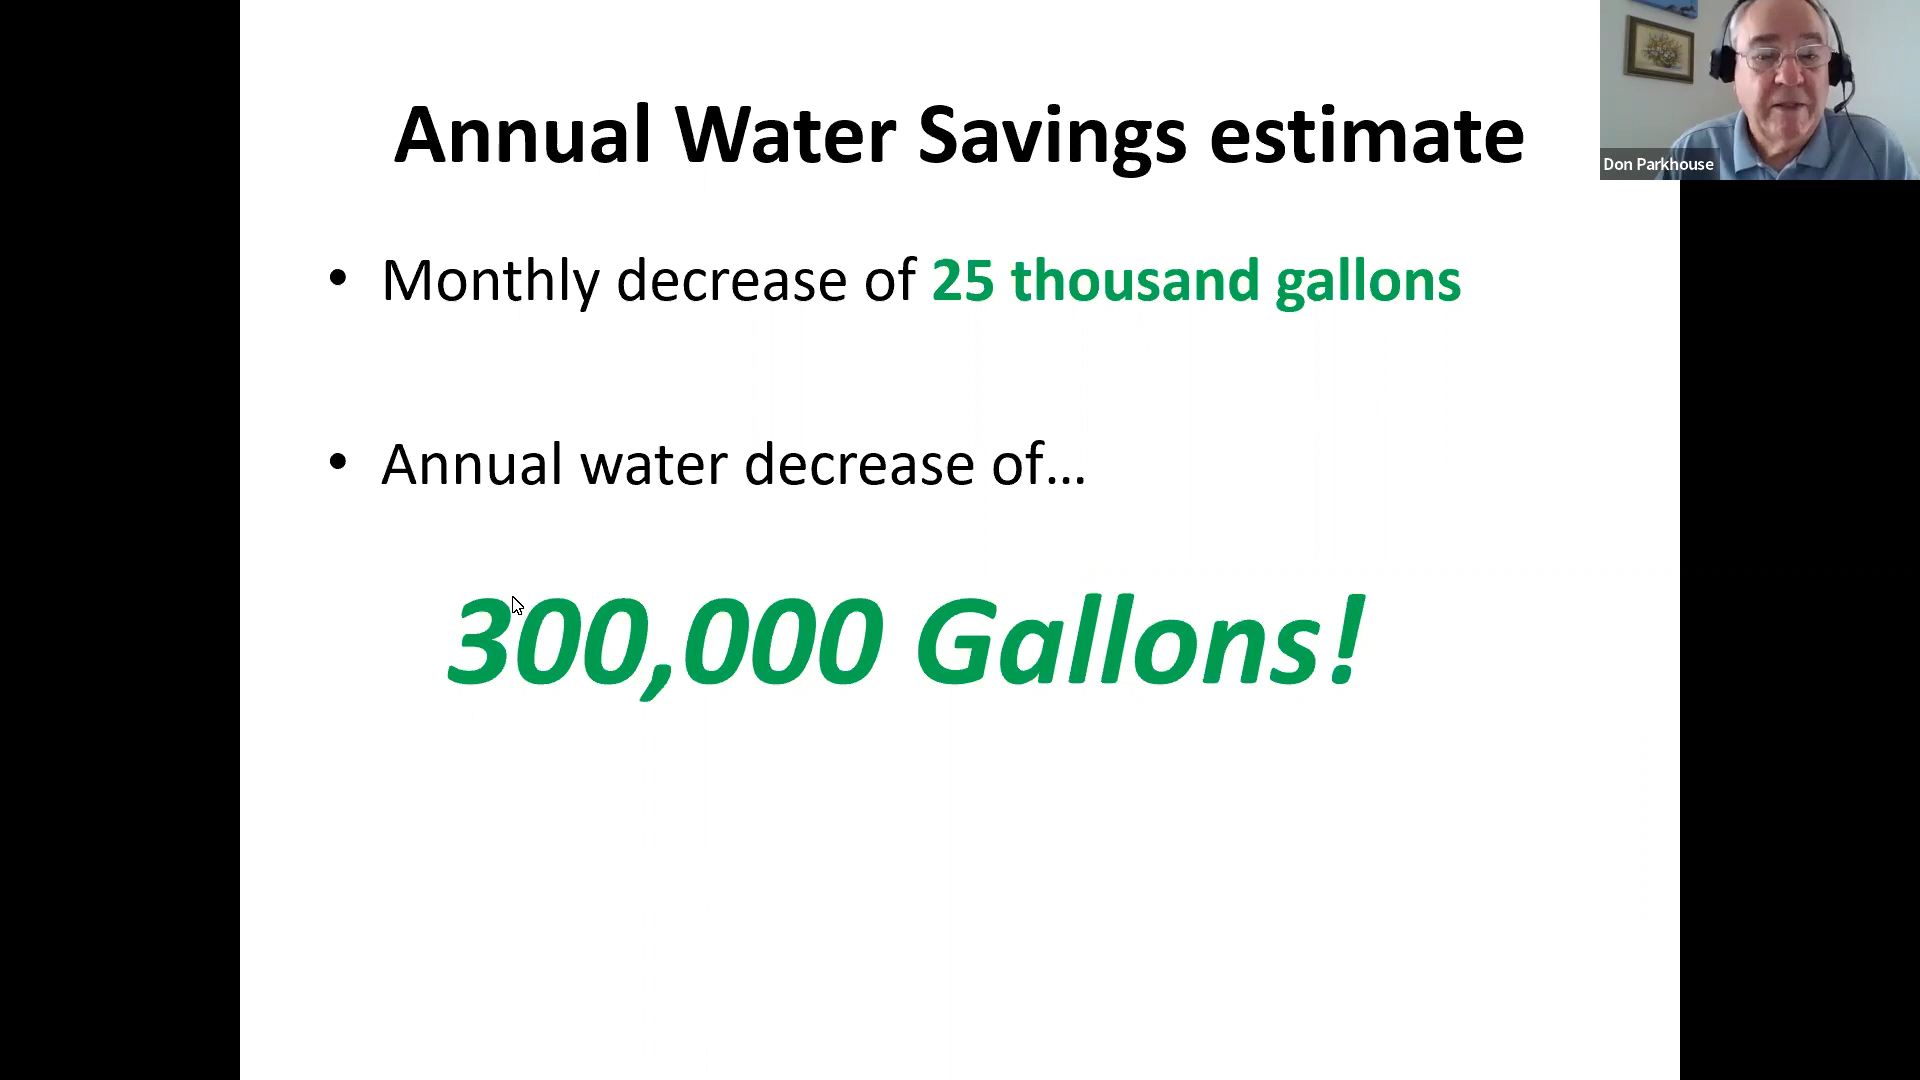 Annual Water Savings estimate
Don Parkhouse
• Monthly decrease of 25 thousand gallons
• Annual water decrease of...
300,000 Gallons!